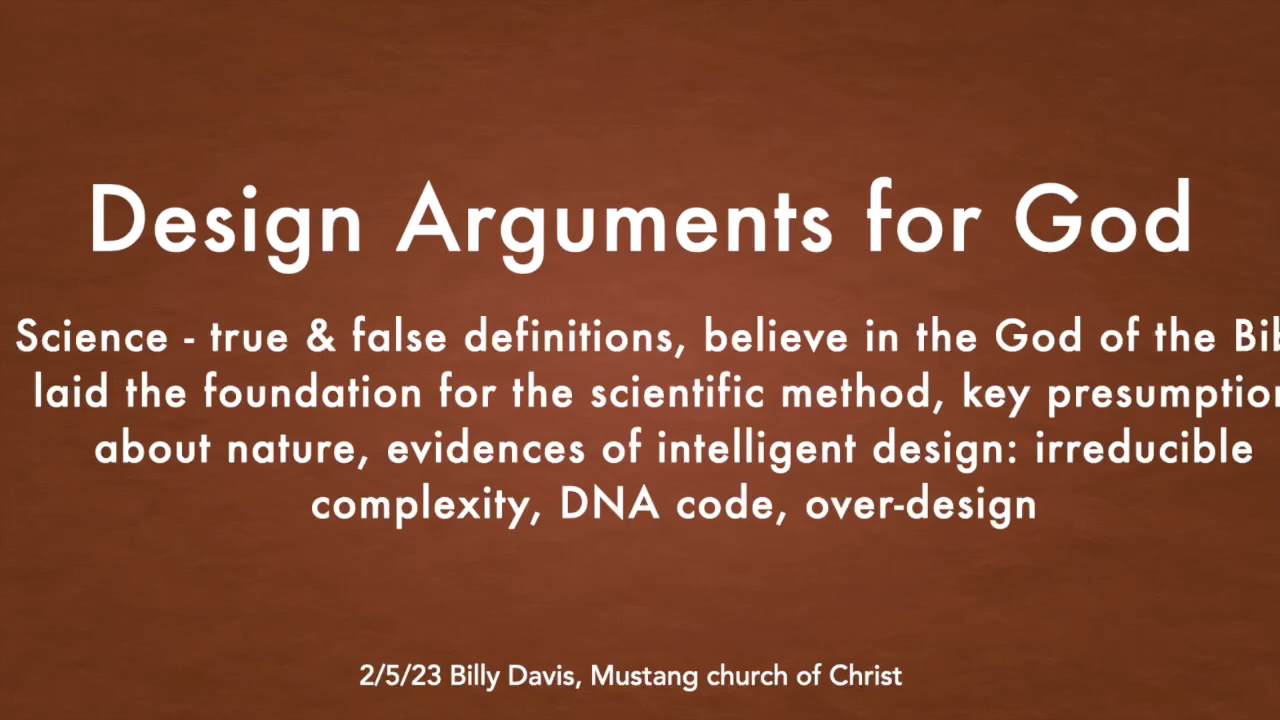 Design Arguments for God
Science - true & false definitions, believe in the God of the
laid the foundation for the scientific method, key
about nature, evidences of intelligent design: irreducible
complexity, DNA code, over-design
2/5/23 Billy Davis, Mustang church of Christ